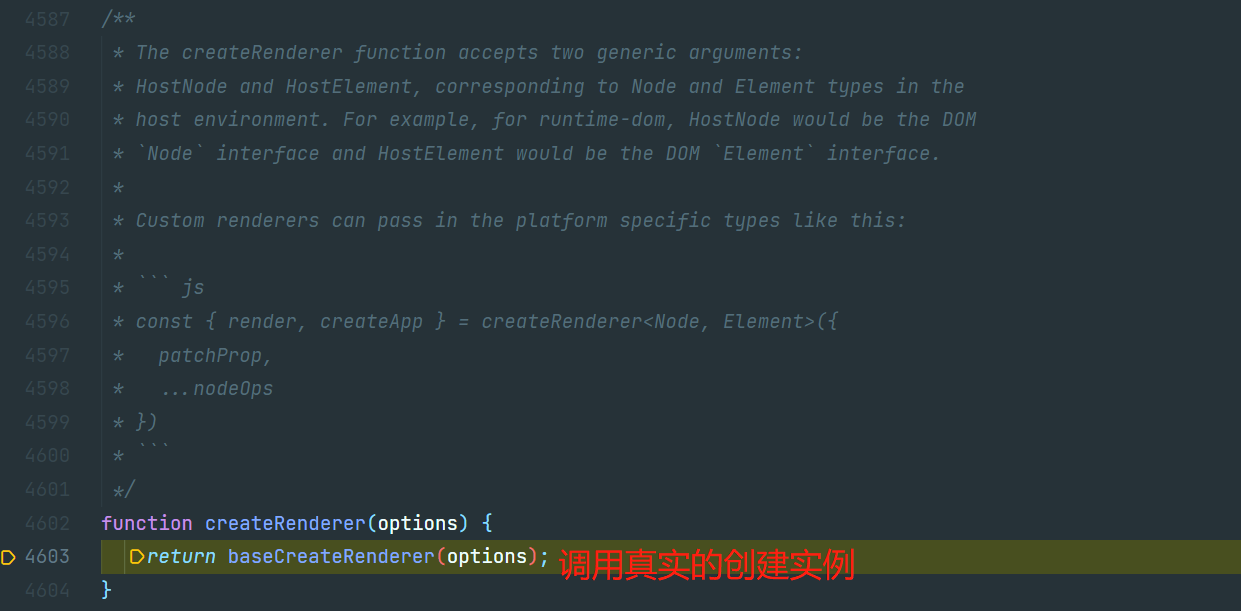 4587 /**
4588 * The createRenderer function accepts two generic arguments:
4589 * HostNode and HostElement, corresponding to Node and Element types in the
4590 * host environment. For example, for runtime-dom, HostNode would be the DOM
4591 * `Node` interface and HostElement would be the DOM `Element` interface.
4592 *
4593 * Custom renderers can pass in the platform specific types like this:
4594 *
4595 * ``` js
4596 * const { render, createApp } = createRenderer<Node, Element>({
4597 *   patchProp,
4598 *   ...nodeOps
4599 * })
4600 * ```
4601 */
4602 function createRenderer(options) {
4603 return baseCreateRenderer(options); 调用真实的创建实例
4604 }